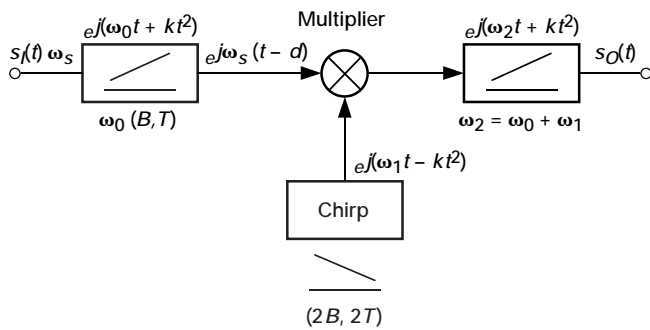 Multiplier
e^{j(ω₀t + kt²)}
e^{j(ω₂t + kt²)}
s_I(t) ω_s
e^{jω_s (t – d)}
s_O(t)
ω₀ (B,T)
ω₂ = ω₀ + ω₁
e^{j(ω₁t – kt²)}
Chirp
(2B, 2T)